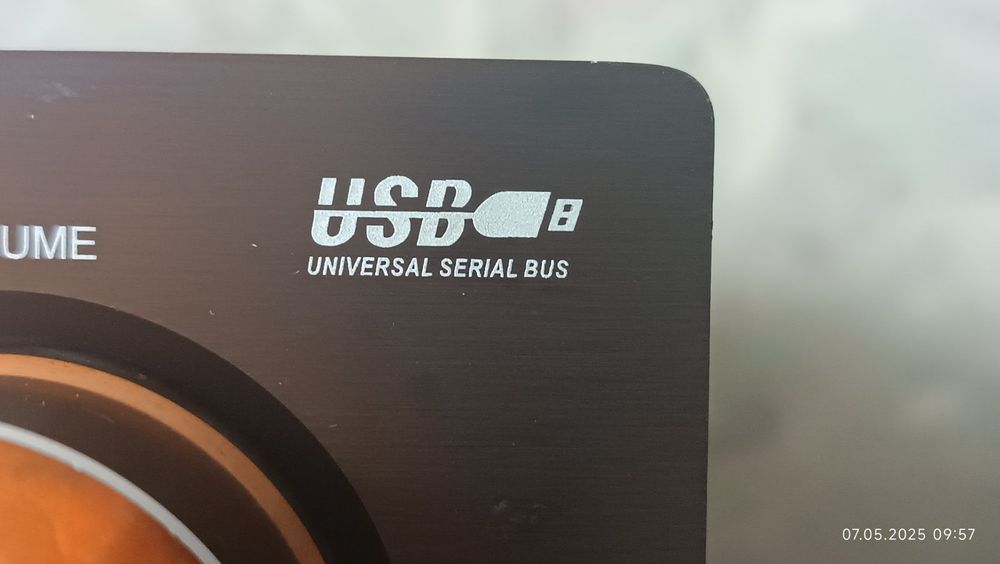 UME
USB
UNIVERSAL SERIAL BUS
07.05.2025 09:57